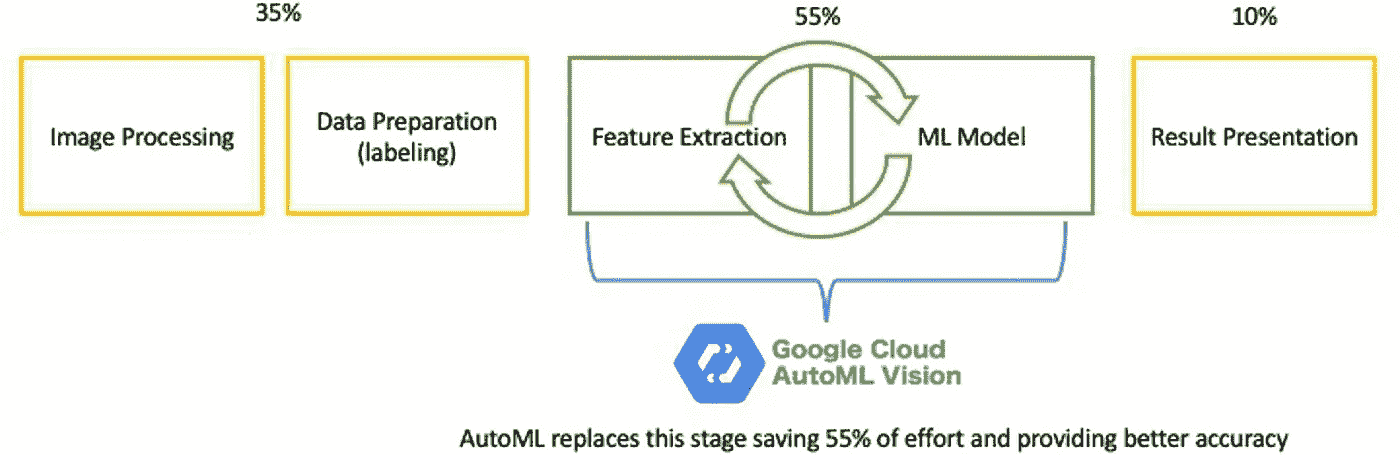 35%
55%
10%
Image Processing
Data Preparation
(labeling)
Feature Extraction
ML Model
Result Presentation
Google Cloud
AutoML Vision
AutoML replaces this stage saving 55% of effort and providing better accuracy